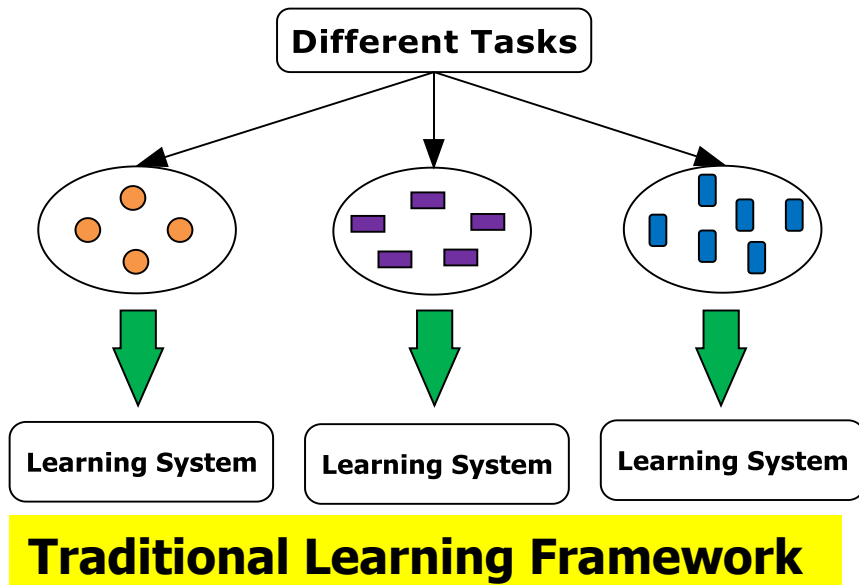 Different Tasks
Learning System
Learning System
Learning System
Traditional Learning Framework